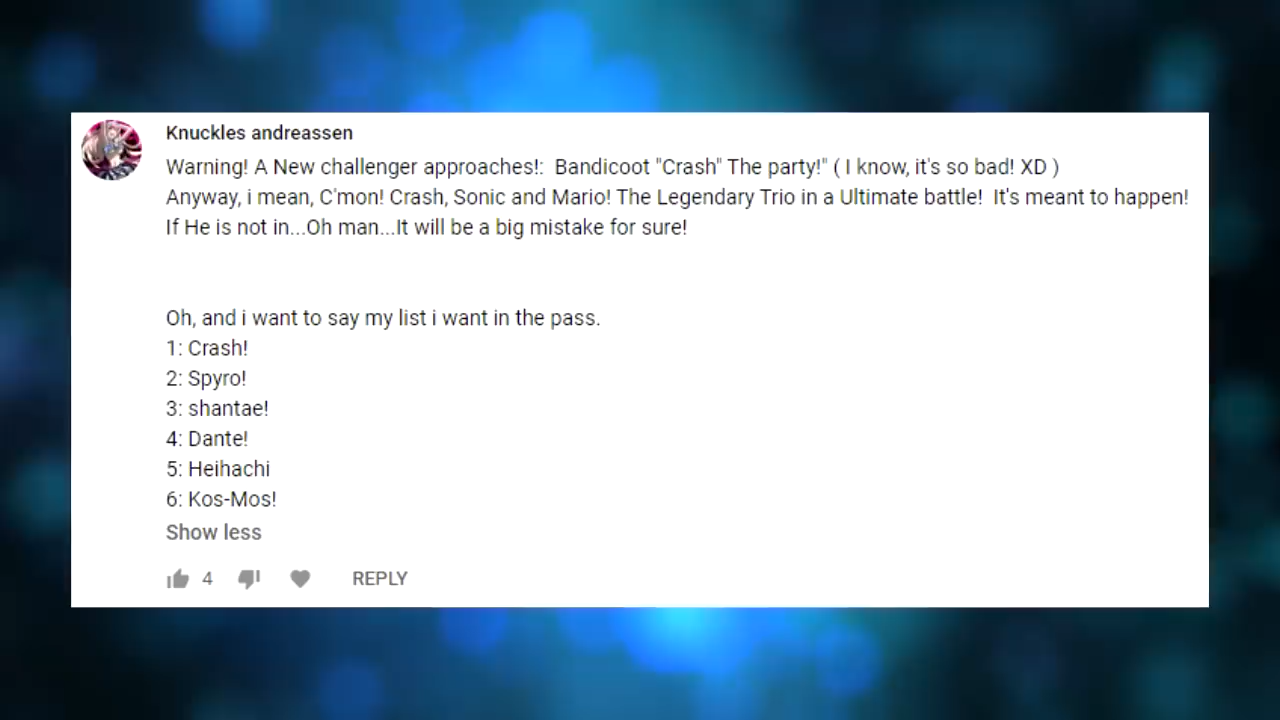 Knuckles andreassen
Warning! A New challenger approaches!: Bandicoot "Crash" The party!" ( I know, it's so bad! XD )
Anyway, i mean, C'mon! Crash, Sonic and Mario! The Legendary Trio in a Ultimate battle! It's meant to happen!
If He is not in...Oh man...It will be a big mistake for sure!
Oh, and i want to say my list i want in the pass.
1: Crash!
2: Spyro!
3: shantae!
4: Dante!
5: Heihachi
6: Kos-Mos!
Show less
4 REPLY